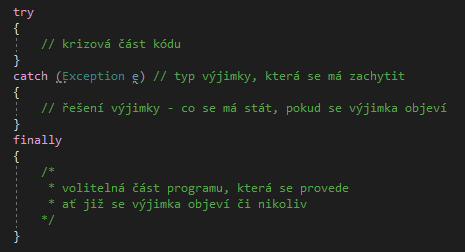 try
{
// krizová část kódu
}
catch (Exception e) // typ výjimky, která se má zachytit
{
// řešení výjimky - co se má stát, pokud se výjimka objeví
}
finally
{
/*
* volitelná část programu, která se provede
* ať již se výjimka objeví či nikoliv
*/
}